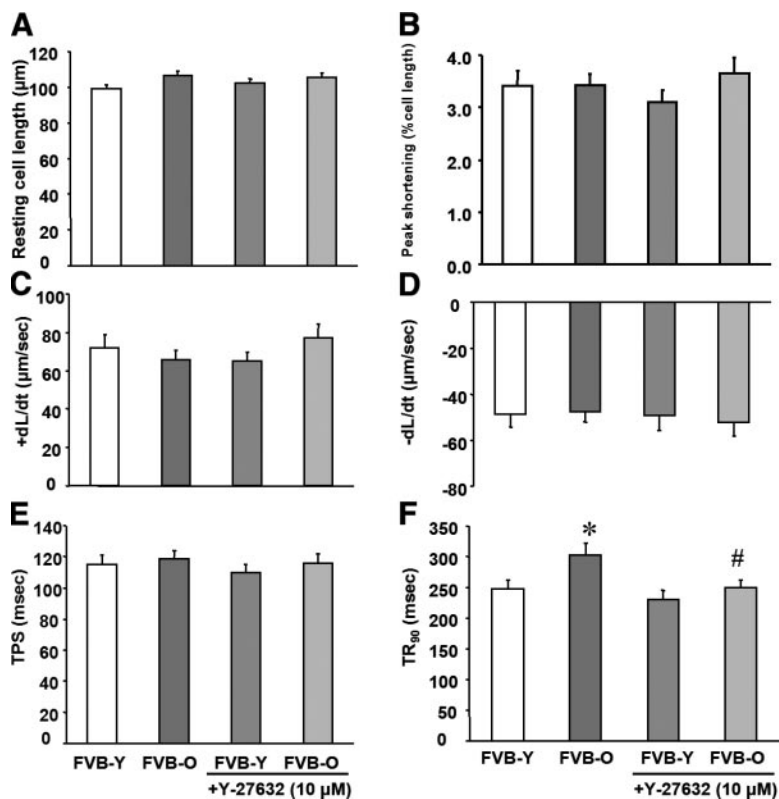 A
Resting cell length (µm)
120
100
80
60
40
20
0
B
Peak shortening (%cell length)
4.0
3.0
2.0
1.0
0.0
C
+dL/dt (µm/sec)
100
80
60
40
20
0
D
-dL/dt (µm/sec)
0
-20
-40
-60
-80
E
TPS (msec)
140
120
100
80
60
40
20
0
FVB-Y FVB-O FVB-Y FVB-O
+Y-27632 (10 µM)
F
TR90 (msec)
350
300
250
200
150
100
50
0
*
#
FVB-Y FVB-O FVB-Y FVB-O
+Y-27632 (10 µM)